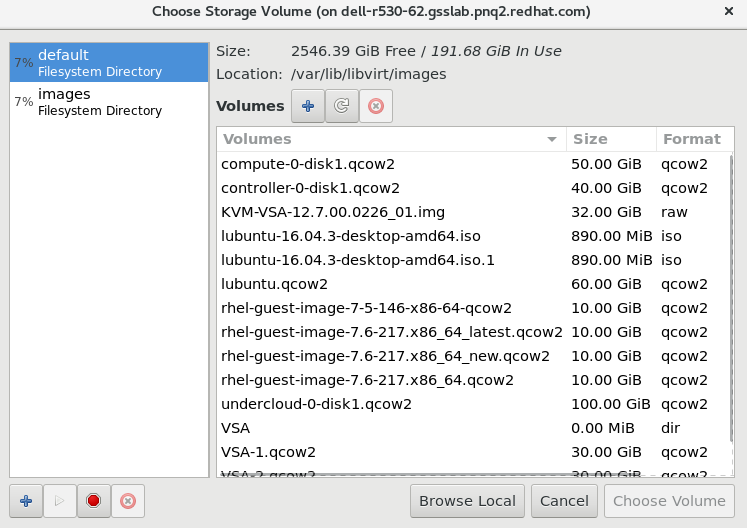 Choose Storage Volume (on dell-r530-62.gsslab.pnq2.redhat.com)
7% default
Filesystem Directory
7% images
Filesystem Directory
Size: 2546.39 GiB Free / 191.68 GiB In Use
Location: /var/lib/libvirt/images
Volumes
Volumes Size Format
compute-0-disk1.qcow2 50.00 GiB qcow2
controller-0-disk1.qcow2 40.00 GiB qcow2
KVM-VSA-12.7.00.0226_01.img 32.00 GiB raw
lubuntu-16.04.3-desktop-amd64.iso 890.00 MiB iso
lubuntu-16.04.3-desktop-amd64.iso.1 890.00 MiB iso
lubuntu.qcow2 60.00 GiB qcow2
rhel-guest-image-7-5-146-x86-64-qcow2 10.00 GiB qcow2
rhel-guest-image-7.6-217.x86_64_latest.qcow2 10.00 GiB qcow2
rhel-guest-image-7.6-217.x86_64_new.qcow2 10.00 GiB qcow2
rhel-guest-image-7.6-217.x86_64.qcow2 10.00 GiB qcow2
undercloud-0-disk1.qcow2 100.00 GiB qcow2
VSA 0.00 MiB dir
VSA-1.qcow2 30.00 GiB qcow2
VSA-2.qcow2 30.00 GiB qcow2
Browse Local Cancel Choose Volume